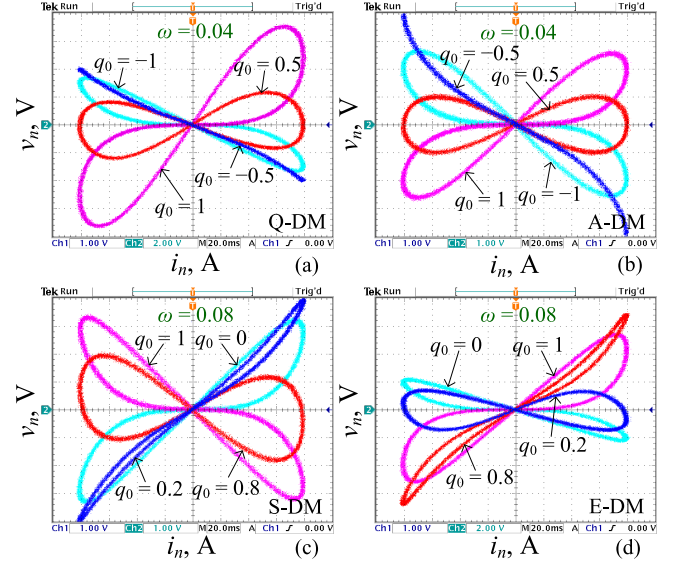 Tek Run Trig'd
T
ω = 0.04
q₀ = −1
q₀ = 0.5
vₙ, V
2
q₀ = −0.5
q₀ = 1
Q-DM
Ch1 1.00 V Ch2 2.00 V M 20.0ms A Ch1 ʃ 0.00 V
iₙ, A (a)
Tek Run Trig'd
T
ω = 0.04
q₀ = −0.5
q₀ = 0.5
vₙ, V
2
q₀ = 1
q₀ = −1
A-DM
Ch1 1.00 V Ch2 1.00 V M 20.0ms A Ch1 ʃ 0.00 V
iₙ, A (b)
Tek Run Trig'd
T
ω = 0.08
q₀ = 1
q₀ = 0
vₙ, V
2
q₀ = 0.2
q₀ = 0.8
S-DM
Ch1 1.00 V Ch2 1.00 V M 20.0ms A Ch1 ʃ 0.00 V
iₙ, A (c)
Tek Run Trig'd
T
ω = 0.08
q₀ = 0
q₀ = 1
vₙ, V
2
q₀ = 0.2
q₀ = 0.8
E-DM
Ch1 1.00 V Ch2 1.00 V M 20.0ms A Ch1 ʃ 0.00 V
iₙ, A (d)